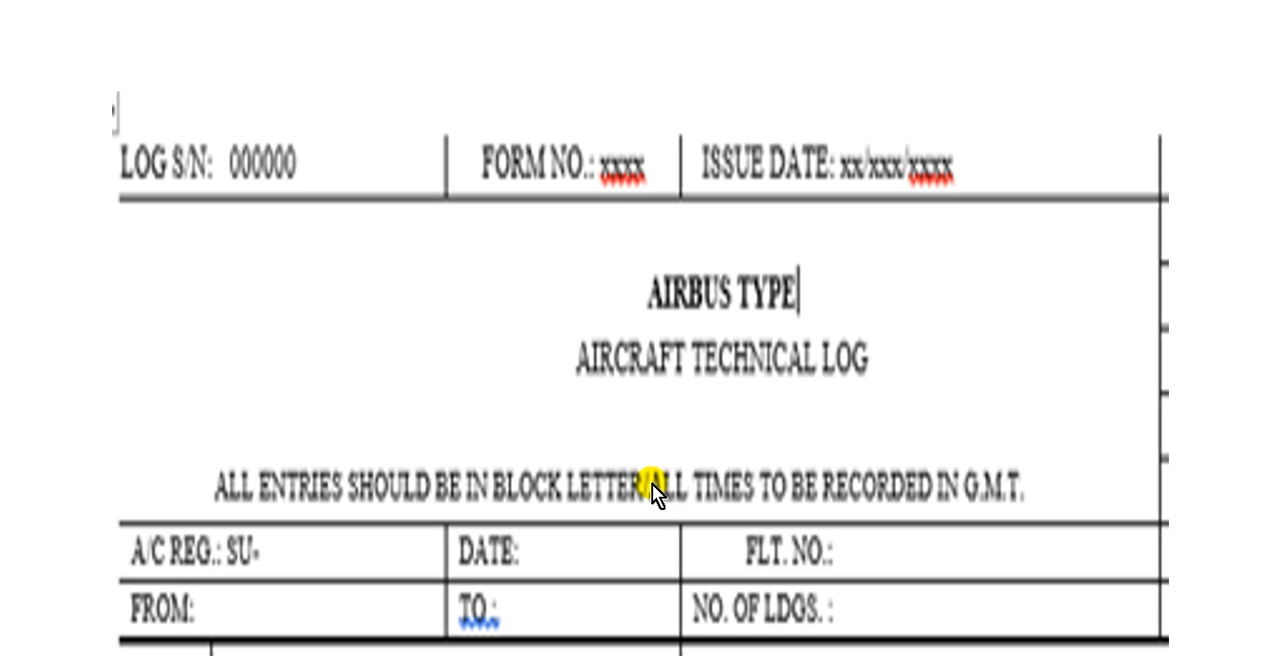 LOG S/N: 000000 FORM NO.: xxxx ISSUE DATE: xx/xxx/xxxx
AIRBUS TYPE
AIRCRAFT TECHNICAL LOG
ALL ENTRIES SHOULD BE IN BLOCK LETTER/ALL TIMES TO BE RECORDED IN G.M.T.
A/C REG.: SU- DATE: FLT. NO.:
FROM: TO.: NO. OF LDGS. :